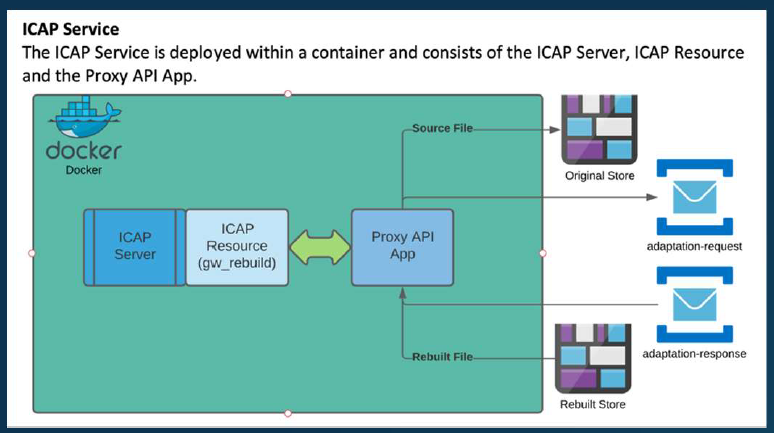 ICAP Service
The ICAP Service is deployed within a container and consists of the ICAP Server, ICAP Resource
and the Proxy API App.
docker
Docker
Source File
Original Store
ICAP
Server
ICAP
Resource
(gw_rebuild)
Proxy API
App
adaptation-request
Rebuilt File
adaptation-response
Rebuilt Store